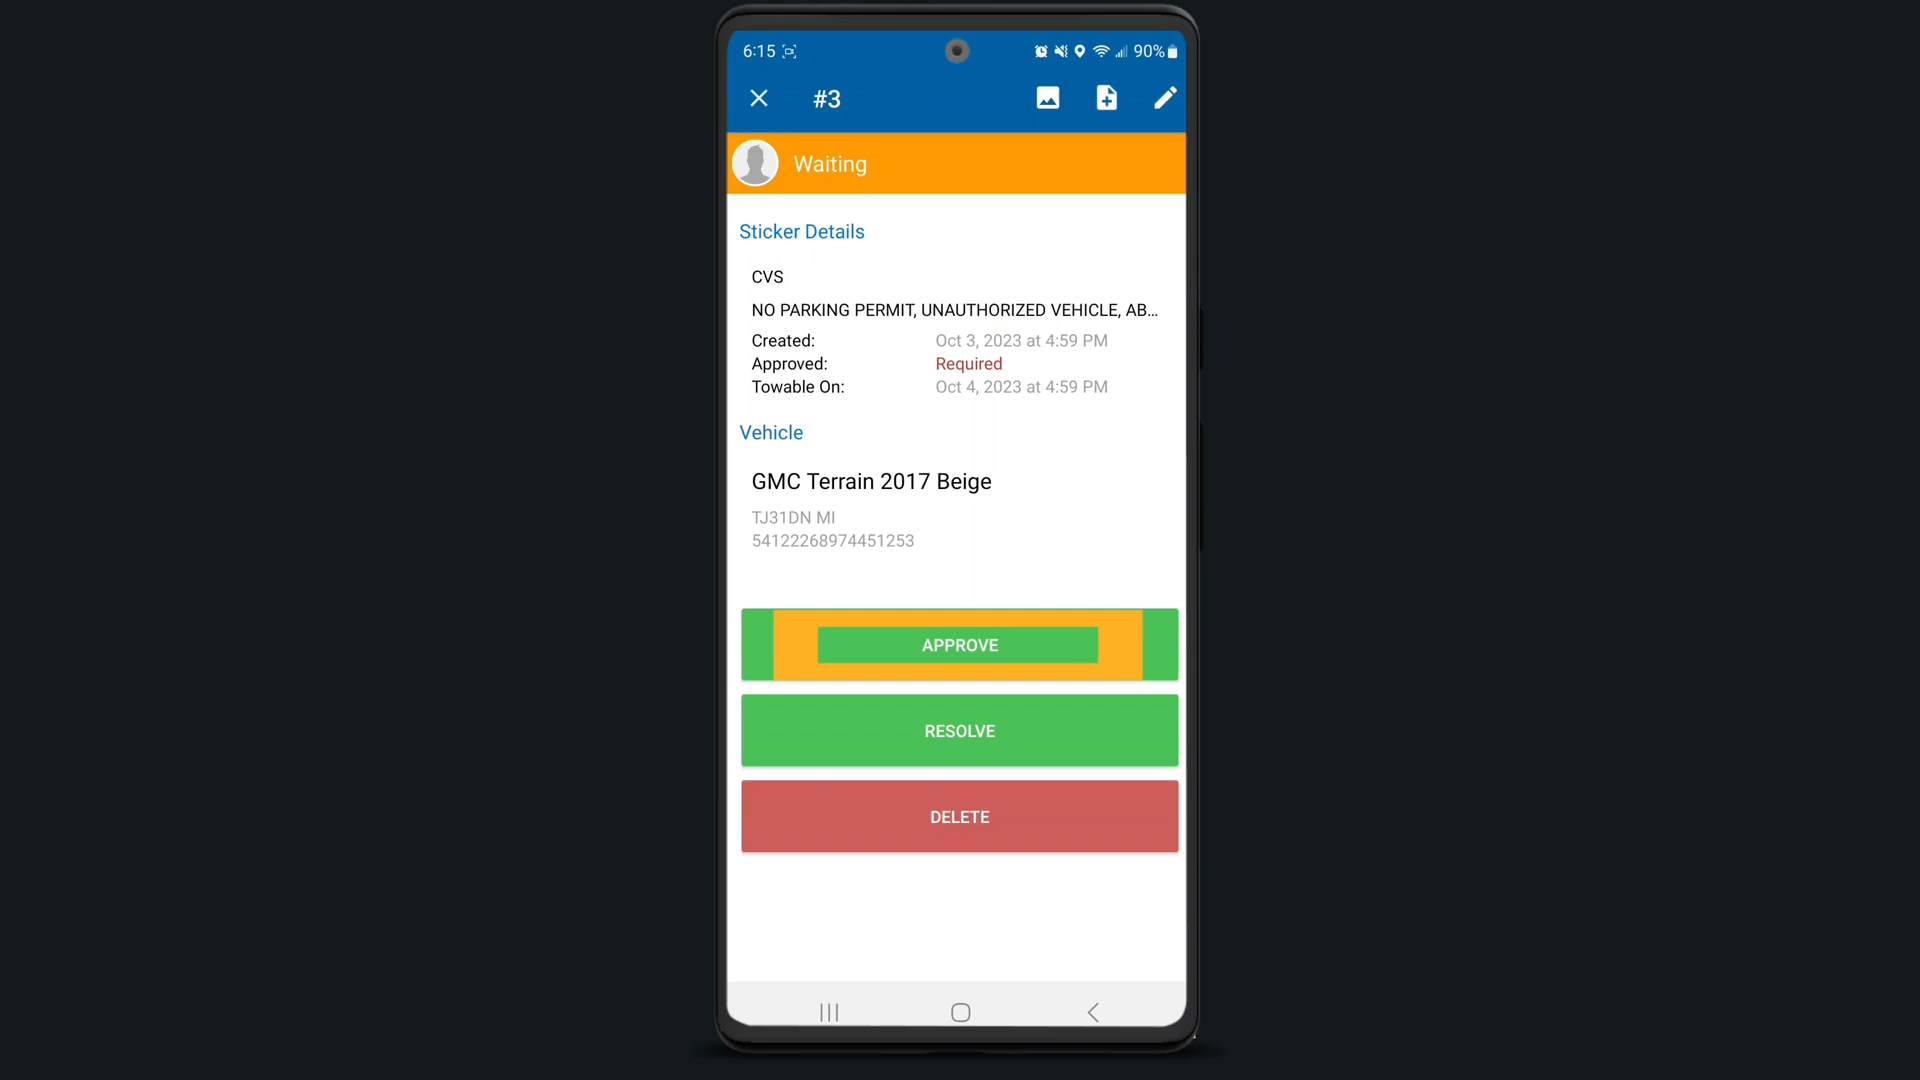 6:15
90%
#3
Waiting
Sticker Details
CVS
NO PARKING PERMIT, UNAUTHORIZED VEHICLE, AB...
Created: Oct 3, 2023 at 4:59 PM
Approved: Required
Towable On: Oct 4, 2023 at 4:59 PM
Vehicle
GMC Terrain 2017 Beige
TJ31DN MI
54122268974451253
APPROVE
RESOLVE
DELETE